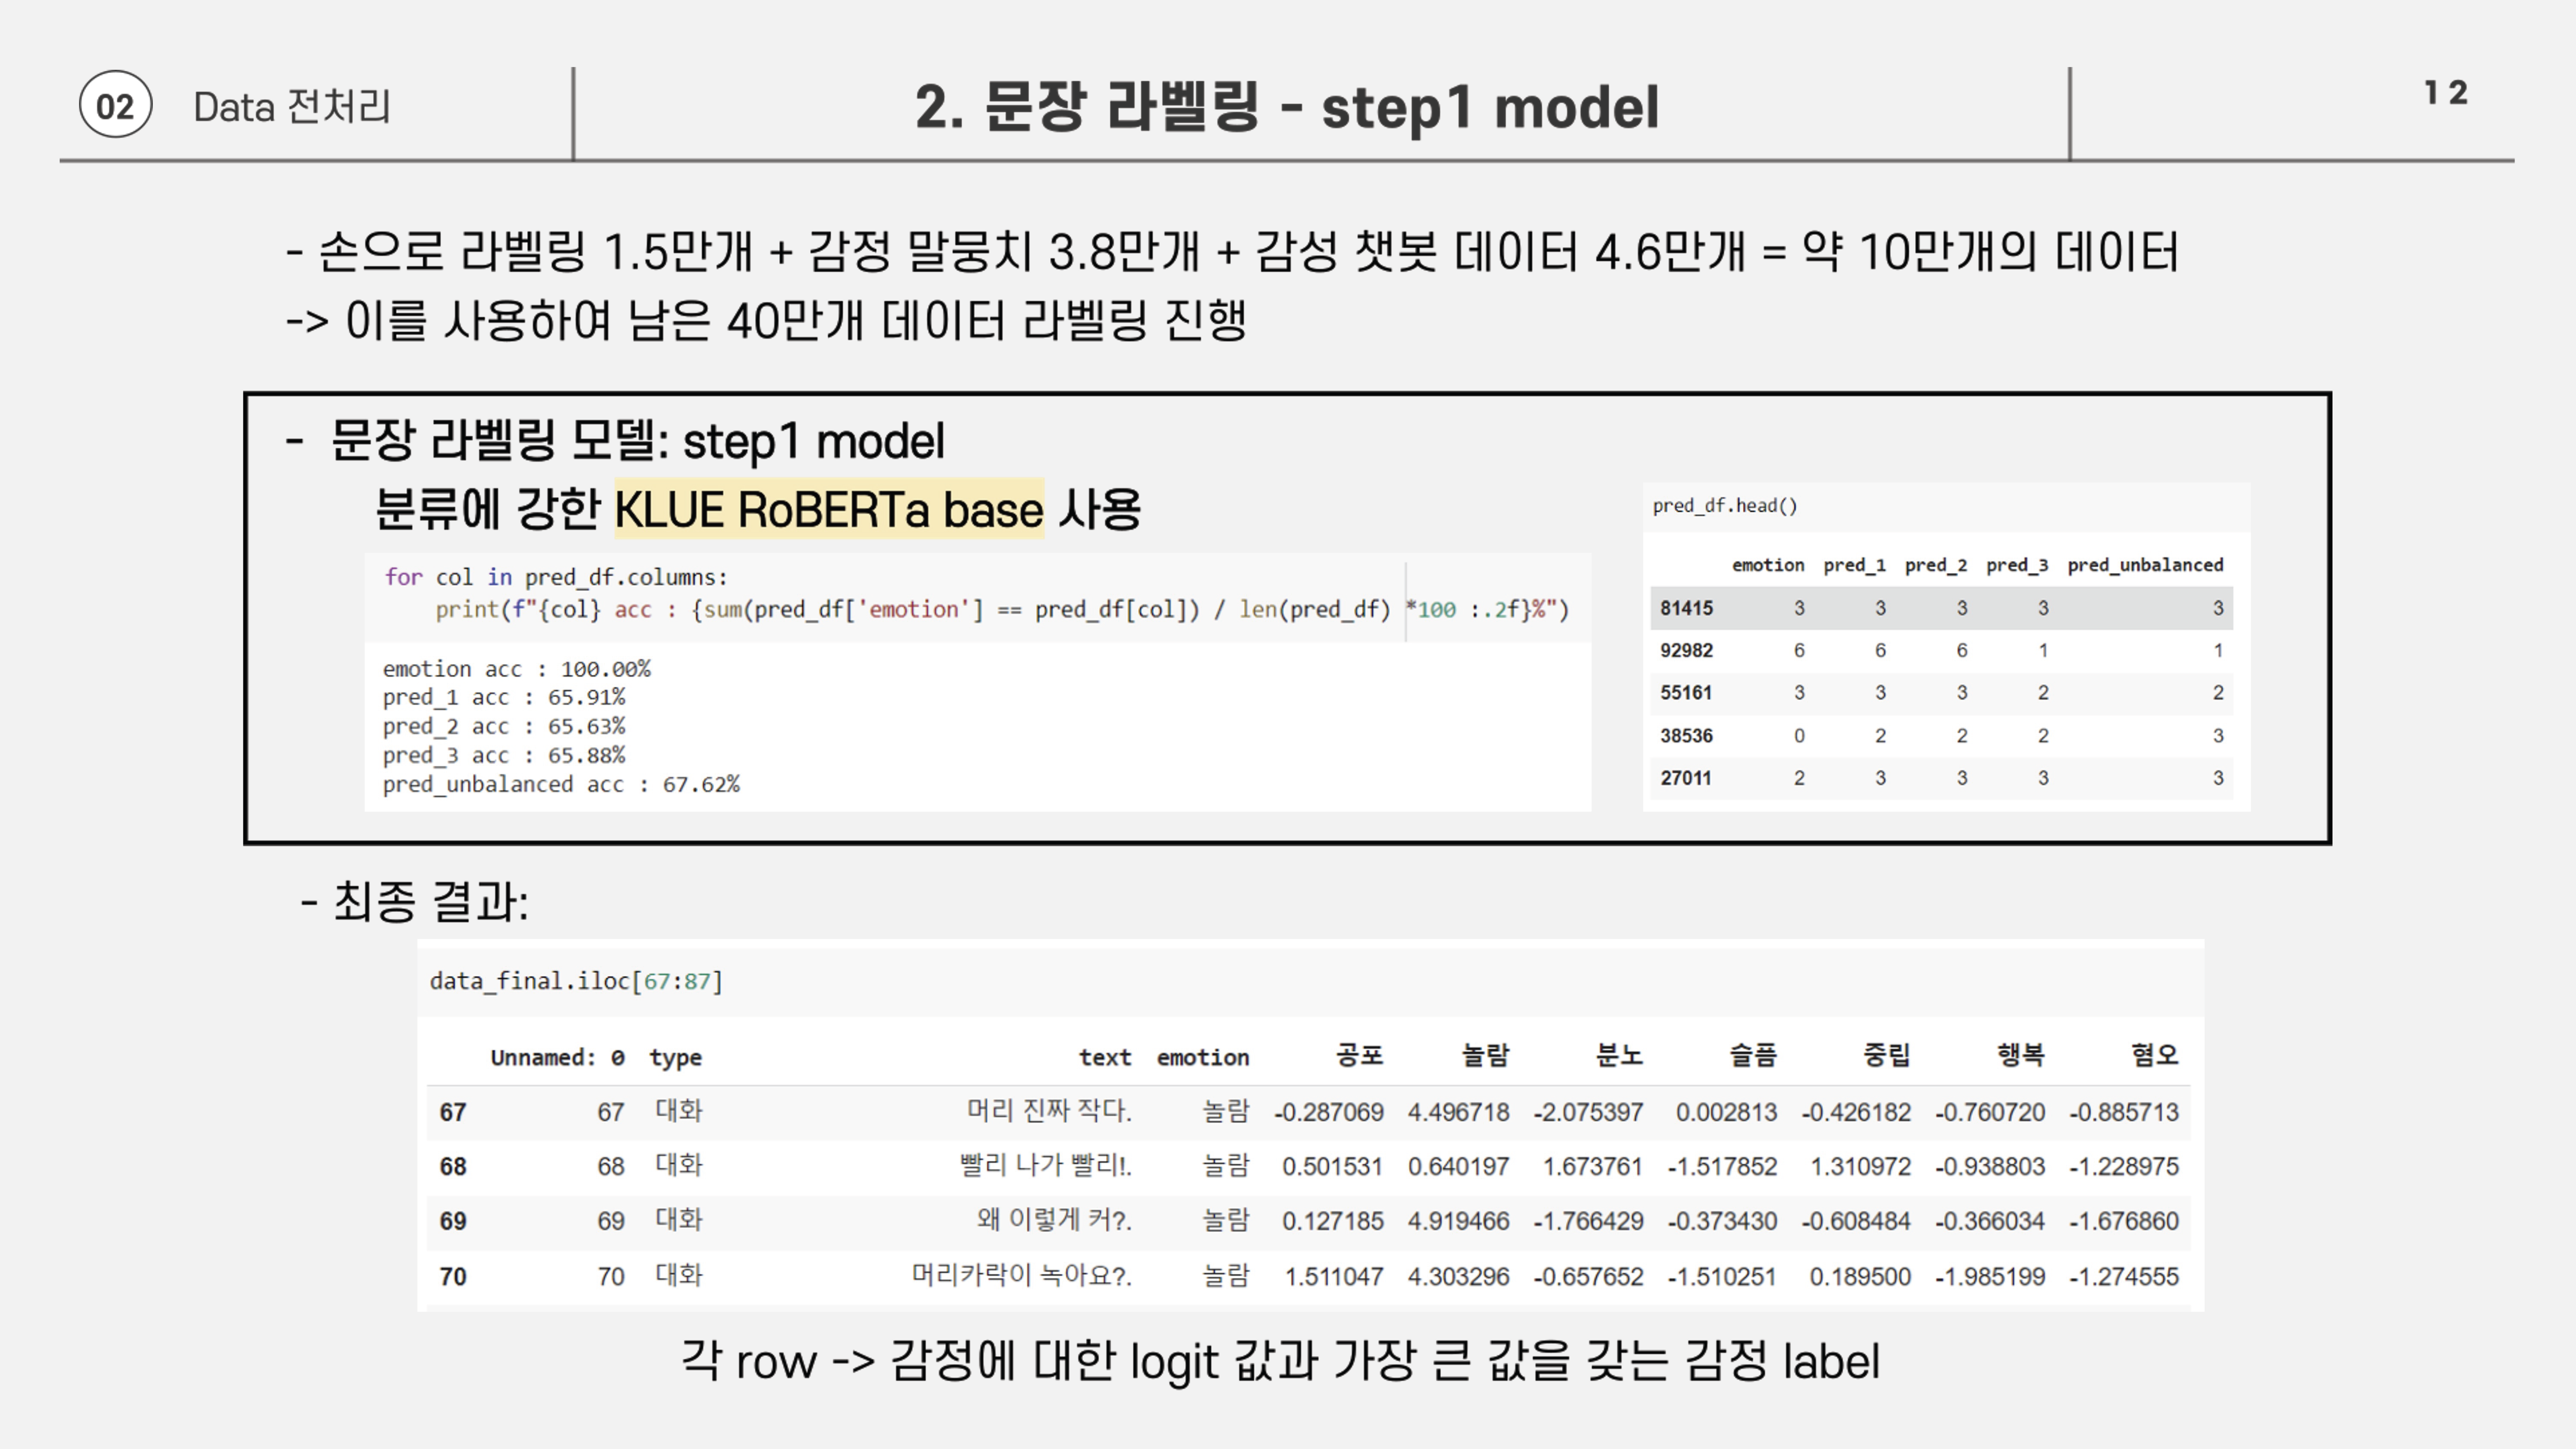 02 Data 전처리
2. 문장 라벨링 - step1 model
12
- 손으로 라벨링 1.5만개 + 감정 말뭉치 3.8만개 + 감성 챗봇 데이터 4.6만개 = 약 10만개의 데이터
-> 이를 사용하여 남은 40만개 데이터 라벨링 진행
- 문장 라벨링 모델: step1 model
분류에 강한 KLUE RoBERTa base 사용
for col in pred_df.columns:
    print(f"{col} acc : {sum(pred_df['emotion'] == pred_df[col]) / len(pred_df) *100 :.2f}%")
emotion acc : 100.00%
pred_1 acc : 65.91%
pred_2 acc : 65.63%
pred_3 acc : 65.88%
pred_unbalanced acc : 67.62%
pred_df.head()
emotion pred_1 pred_2 pred_3 pred_unbalanced
81415 3 3 3 3 3
92982 6 6 6 1 1
55161 3 3 3 2 2
38536 0 2 2 2 3
27011 2 3 3 3 3
- 최종 결과:
data_final.iloc[67:87]
Unnamed: 0 type text emotion 공포 놀람 분노 슬픔 중립 행복 혐오
67 67 대화 머리 진짜 작다. 놀람 -0.287069 4.496718 -2.075397 0.002813 -0.426182 -0.760720 -0.885713
68 68 대화 빨리 나가 빨리!. 놀람 0.501531 0.640197 1.673761 -1.517852 1.310972 -0.938803 -1.228975
69 69 대화 왜 이렇게 커?. 놀람 0.127185 4.919466 -1.766429 -0.373430 -0.608484 -0.366034 -1.676860
70 70 대화 머리카락이 녹아요?. 놀람 1.511047 4.303296 -0.657652 -1.510251 0.189500 -1.985199 -1.274555
각 row -> 감정에 대한 logit 값과 가장 큰 값을 갖는 감정 label